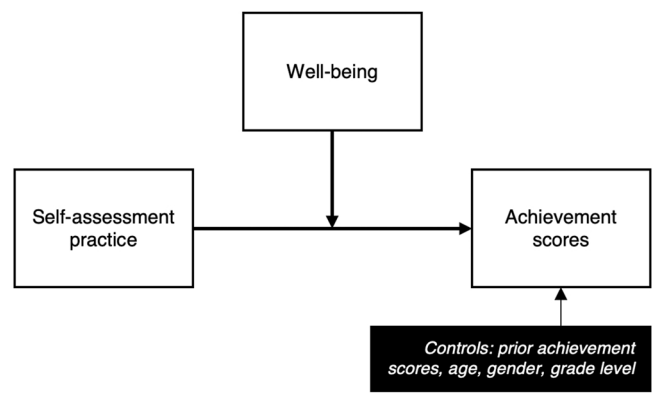 Well-being
Self-assessment
practice
Achievement
scores
Controls: prior achievement
scores, age, gender, grade level